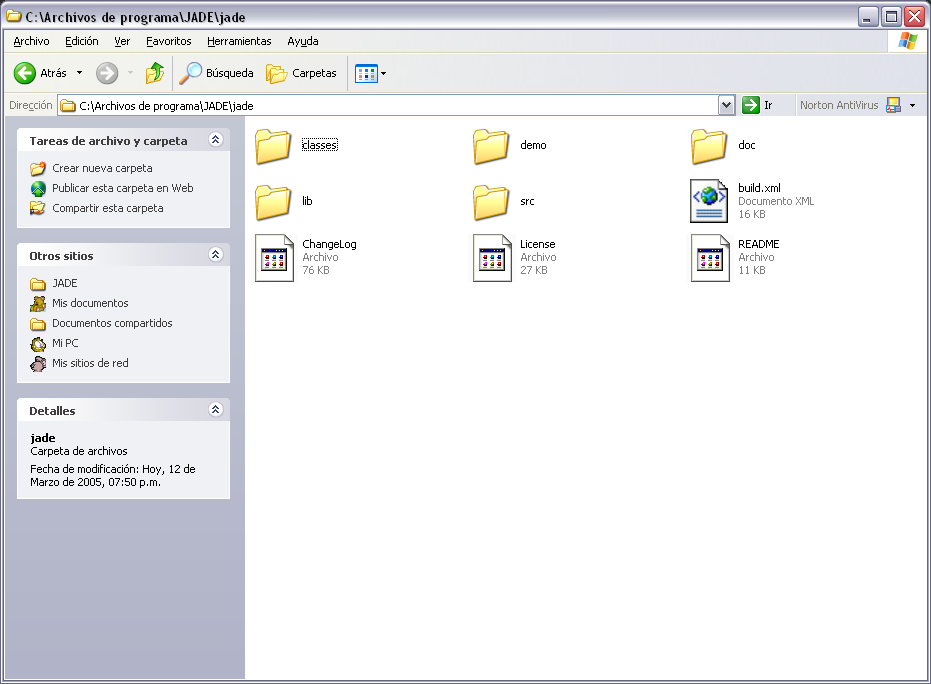 C:\Archivos de programa\JADE\jade
Archivo Edición Ver Favoritos Herramientas Ayuda
Atrás Búsqueda Carpetas
Dirección C:\Archivos de programa\JADE\jade Ir Norton AntiVirus
Tareas de archivo y carpeta
Crear nueva carpeta
Publicar esta carpeta en Web
Compartir esta carpeta
Otros sitios
JADE
Mis documentos
Documentos compartidos
Mi PC
Mis sitios de red
Detalles
jade
Carpeta de archivos
Fecha de modificación: Hoy, 12 de
Marzo de 2005, 07:50 p.m.
classes
demo
doc
lib
src
build.xml
Documento XML
16 KB
ChangeLog
Archivo
76 KB
License
Archivo
27 KB
README
Archivo
11 KB